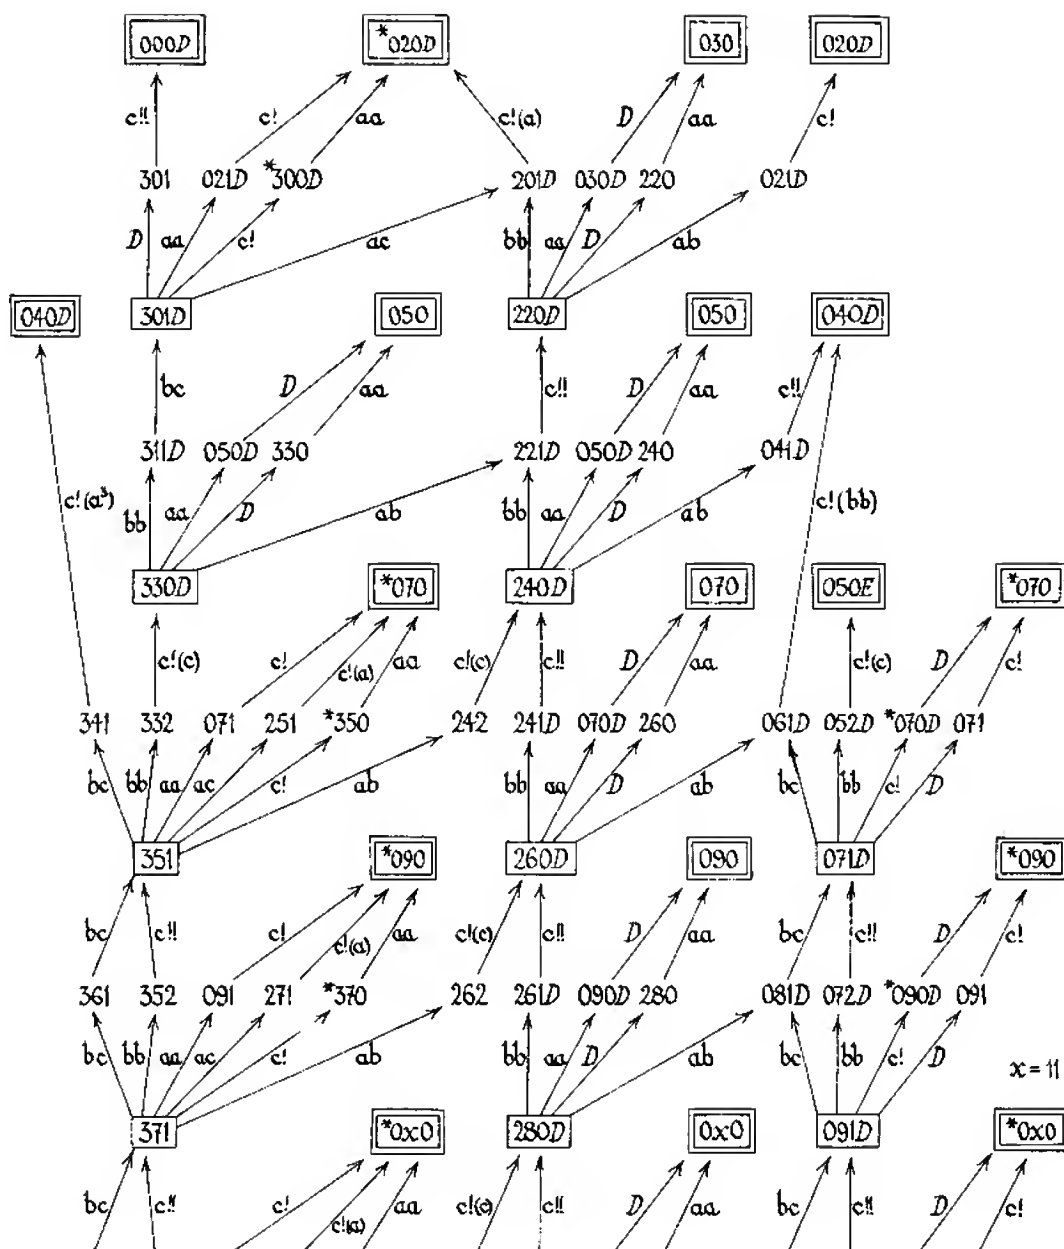 000D *020D 030 020D
c!! c! aa c!(a) D aa c!
301 021D *300D 201D 030D 220 021D
D aa c! ac bb aa D ab
040D 301D 050 220D 050 040D
bc D aa c!! D aa c!!
311D 050D 330 221D 050D 240 041D
c!(a³) bb aa D ab bb aa D ab c!(bb)
330D *070 240D 070 050E *070
c!(c) c! c!(a) aa c!(c) c!! D aa c!(c) D c!
341 332 071 251 *350 242 241D 070D 260 061D 052D *070D 071
bc bb aa ac c! ab bb aa D ab bc bb c! D
351 *090 260D 090 071D *090
bc c!! c! c!(a) aa c!(c) c!! D aa bc c!! D c!
361 352 091 271 *370 262 261D 090D 280 081D 072D *090D 091
bc bb aa ac c! ab bb aa D ab bc bb c! D x = 11
371 *0x0 280D 0x0 091D *0x0
bc c!! c! c!(a) aa c!(c) c!! D aa bc c!! D c!